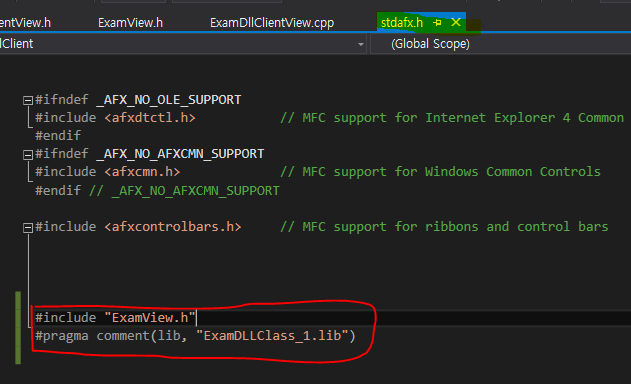 entView.h ExamView.h ExamDllClientView.cpp stdafx.h
lClient (Global Scope)
#ifndef _AFX_NO_OLE_SUPPORT
#include <afxdtctl.h> // MFC support for Internet Explorer 4 Common
#endif
#ifndef _AFX_NO_AFXCMN_SUPPORT
#include <afxcmn.h> // MFC support for Windows Common Controls
#endif // _AFX_NO_AFXCMN_SUPPORT
#include <afxcontrolbars.h> // MFC support for ribbons and control bars
#include "ExamView.h"
#pragma comment(lib, "ExamDLLClass_1.lib")